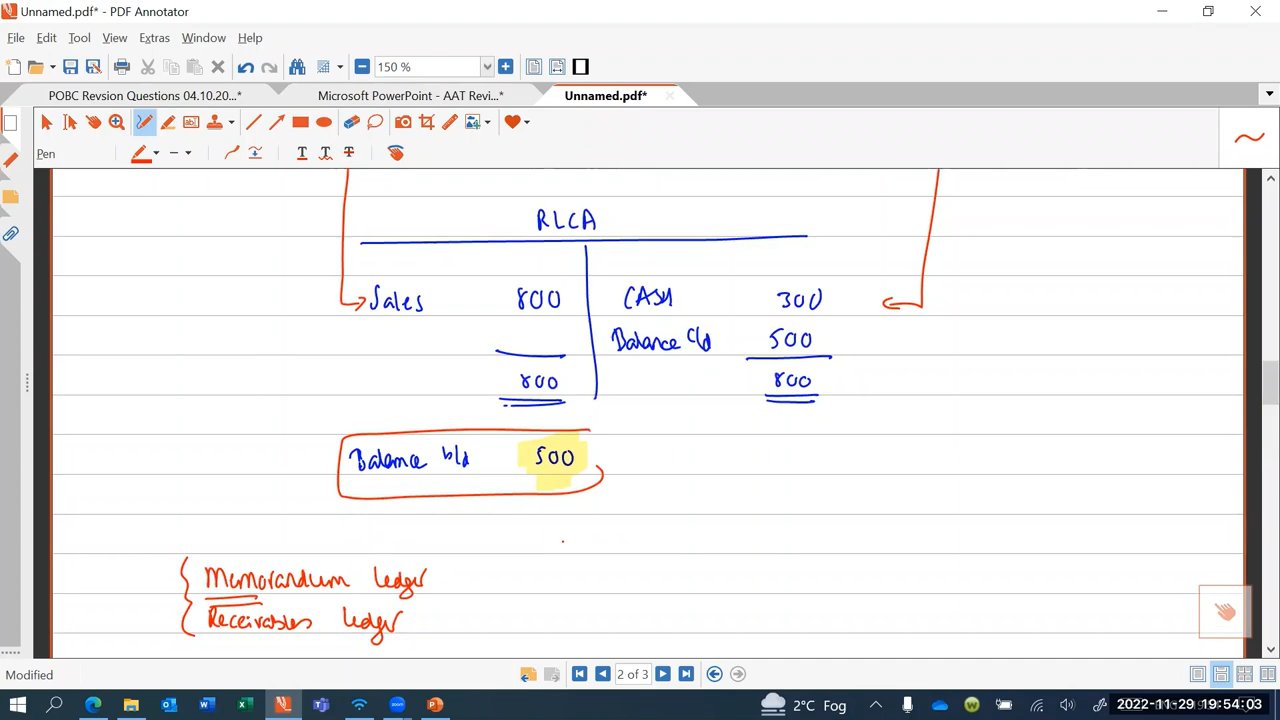 Unnamed.pdf* - PDF Annotator
File Edit Tool View Extras Window Help
150 %
POBC Revsion Questions 04.10.20...* Microsoft PowerPoint - AAT Revi...* Unnamed.pdf*
Pen
RLCA
Sales 800 CASH 300
Balance c/d 500
800 800
Balance b/d 500
Memorandum ledger
Receivables ledger
2 of 3
Modified
2°C Fog
2022-11-29 19:54:03